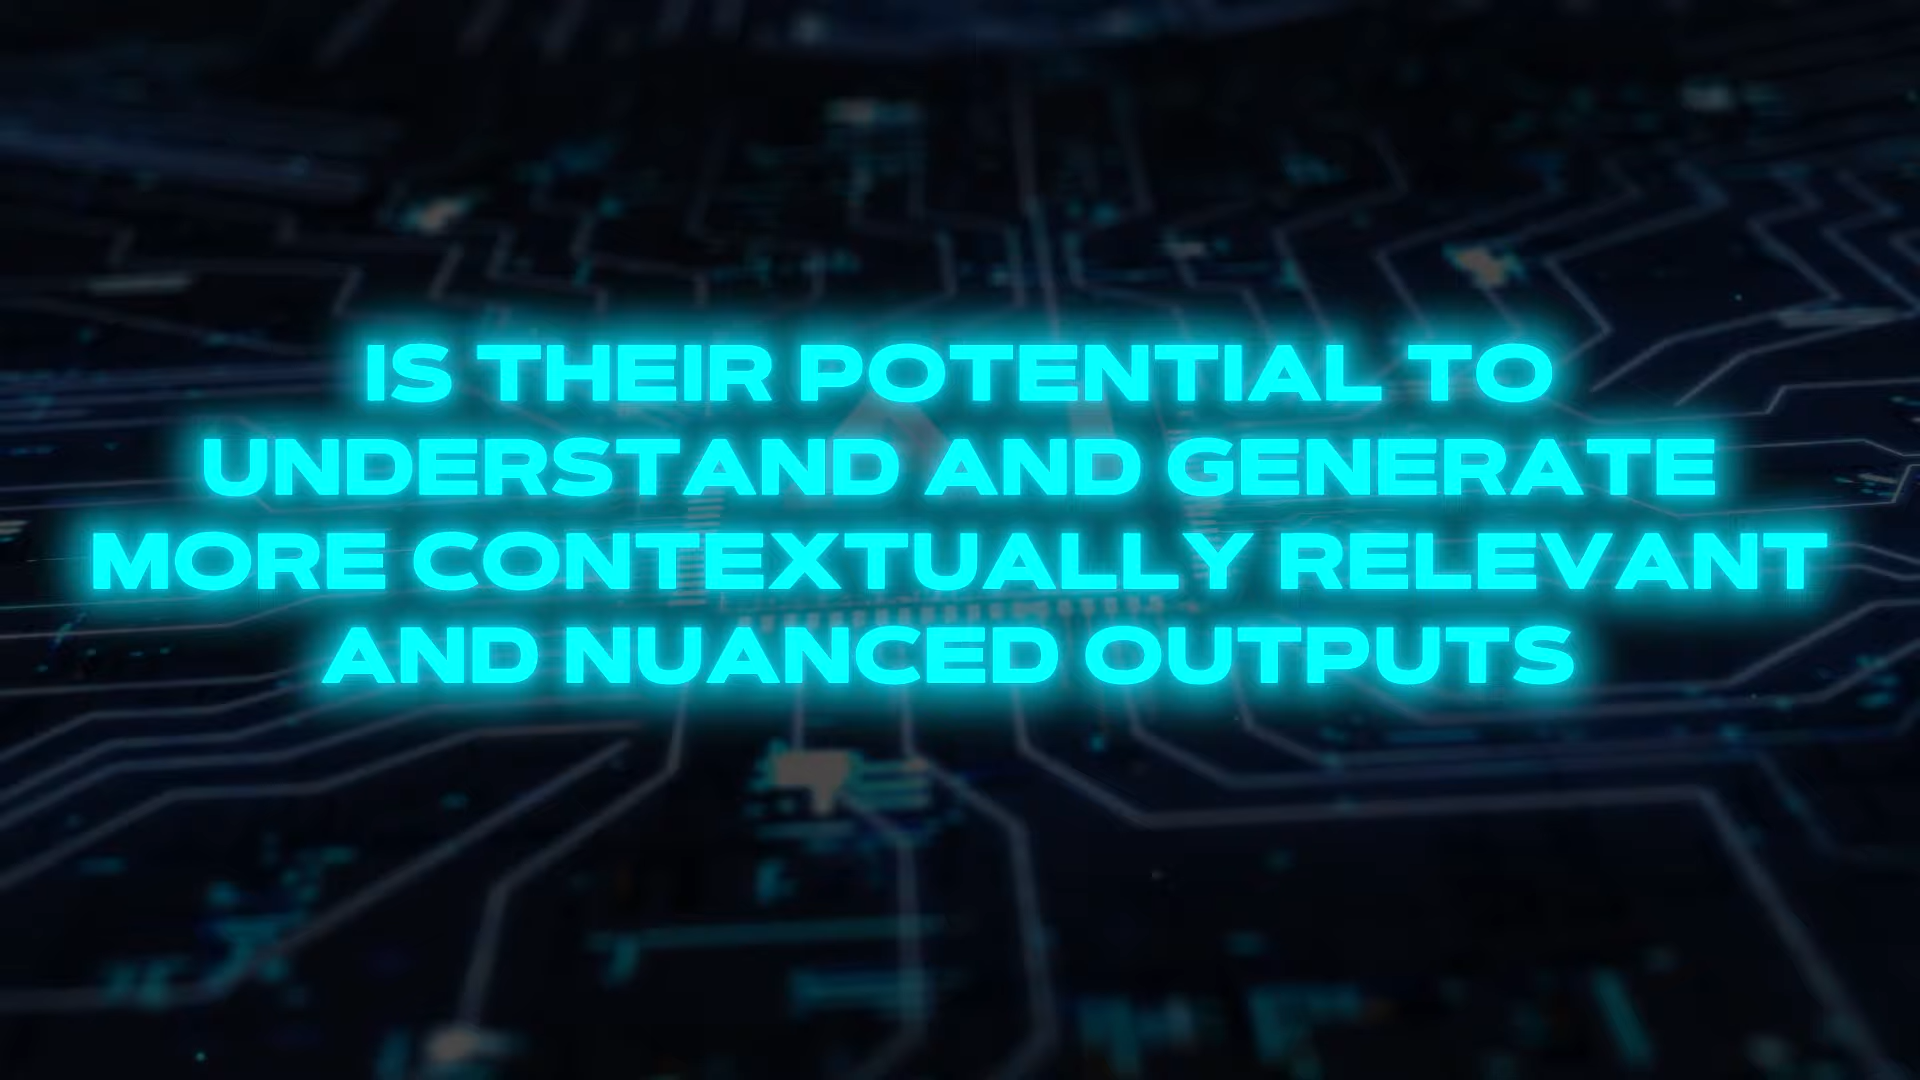 IS THEIR POTENTIAL TO
UNDERSTAND AND GENERATE
MORE CONTEXTUALLY RELEVANT
AND NUANCED OUTPUTS